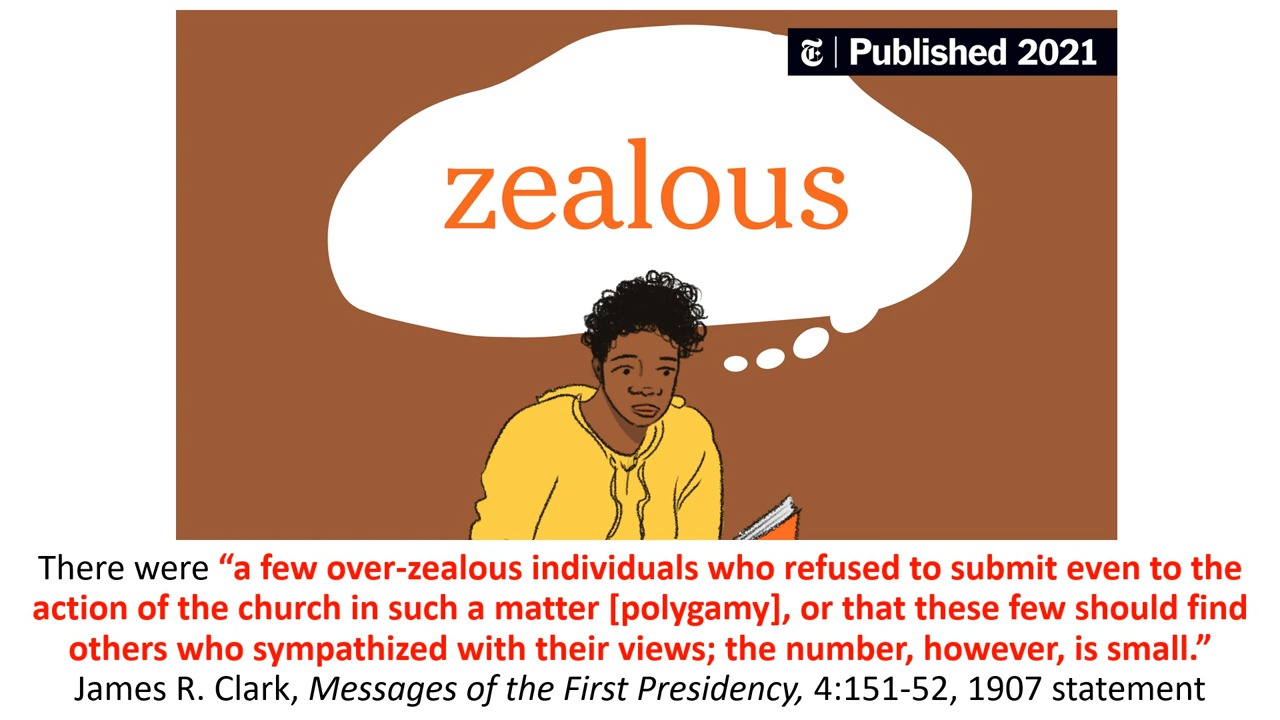 T | Published 2021
zealous
There were “a few over-zealous individuals who refused to submit even to the
action of the church in such a matter [polygamy], or that these few should find
others who sympathized with their views; the number, however, is small.”
James R. Clark, Messages of the First Presidency, 4:151-52, 1907 statement